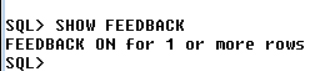 SQL> SHOW FEEDBACK
FEEDBACK ON for 1 or more rows
SQL>